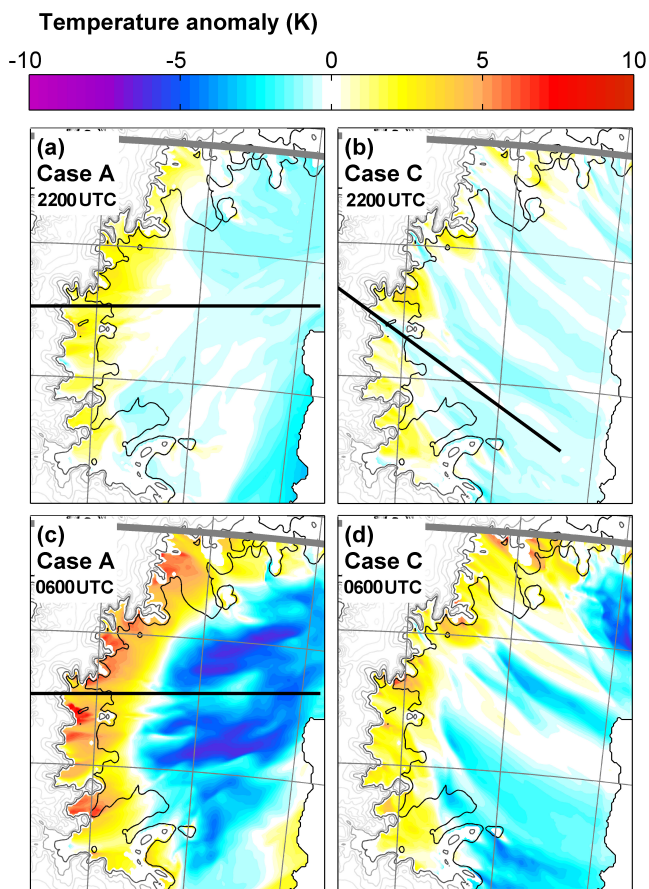 Temperature anomaly (K)
-10 -5 0 5 10
(a)
Case A
2200 UTC
(b)
Case C
2200 UTC
(c)
Case A
0600 UTC
(d)
Case C
0600 UTC